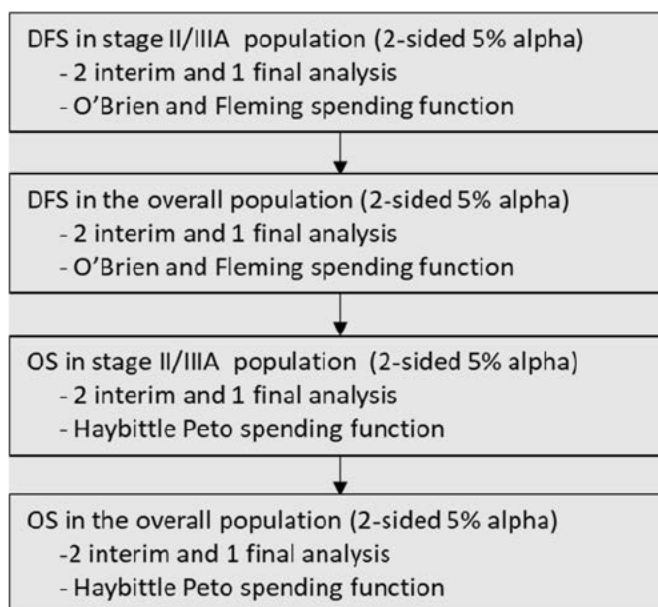 DFS in stage II/IIIA  population (2-sided 5% alpha)
- 2 interim and 1 final analysis
- O’Brien and Fleming spending function
DFS in the overall population (2-sided 5% alpha)
- 2 interim and 1 final analysis
- O’Brien and Fleming spending function
OS in stage II/IIIA  population (2-sided 5% alpha)
- 2 interim and 1 final analysis
- Haybittle Peto spending function
OS in the overall population (2-sided 5% alpha)
-2 interim and 1 final analysis
- Haybittle Peto spending function